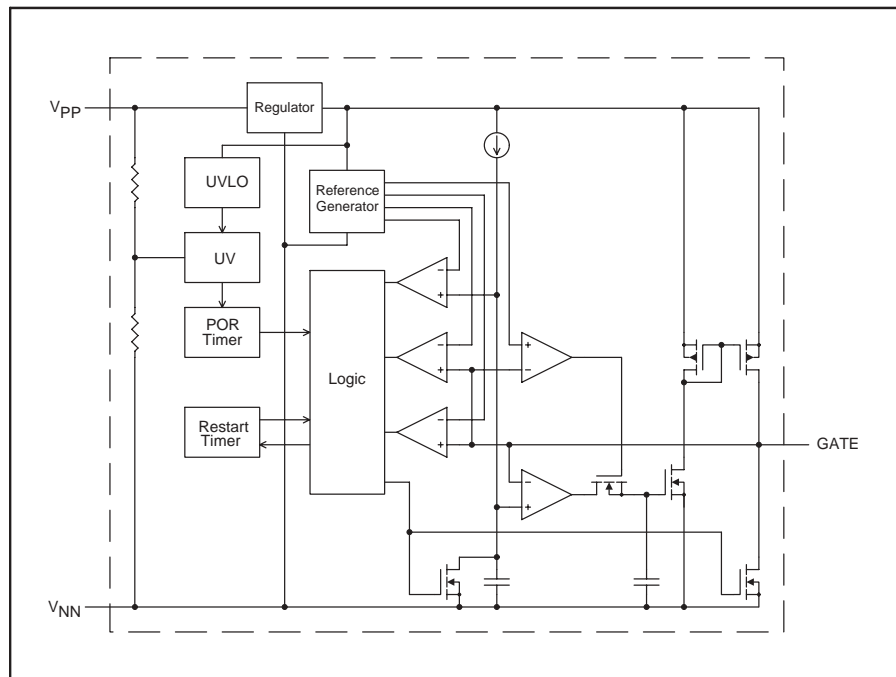 VPP
Regulator
UVLO
Reference
Generator
UV
POR
Timer
Logic
Restart
Timer
GATE
VNN
− + − + − + + − − +